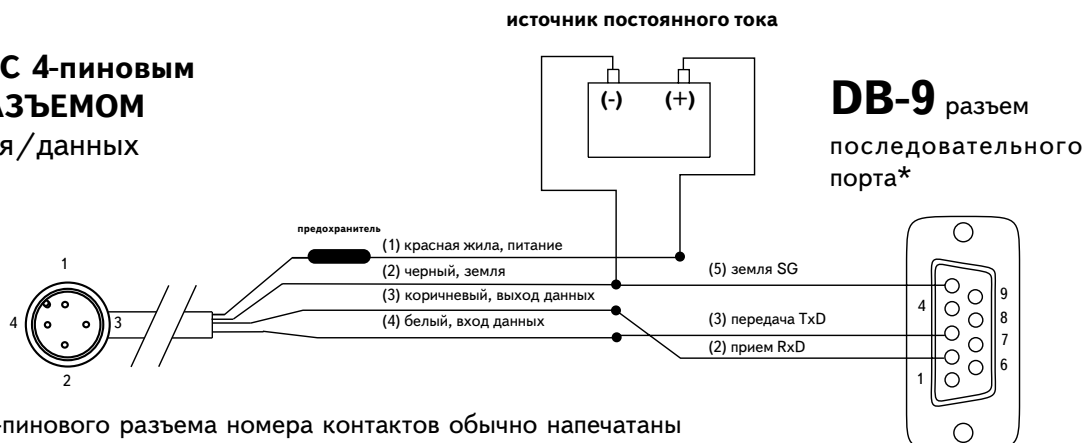 источник постоянного тока
С 4-пиновым
АЗЪЕМОМ
я/данных
(-) (+)
DB-9 разъем
последовательного
порта*
предохранитель
(1) красная жила, питание
(2) черный, земля
(3) коричневый, выход данных
(4) белый, вход данных
(5) земля SG
(3) передача TxD
(2) прием RxD
1
4
3
2
9
4
8
7
6
1
-пинового разъема номера контактов обычно напечатаны